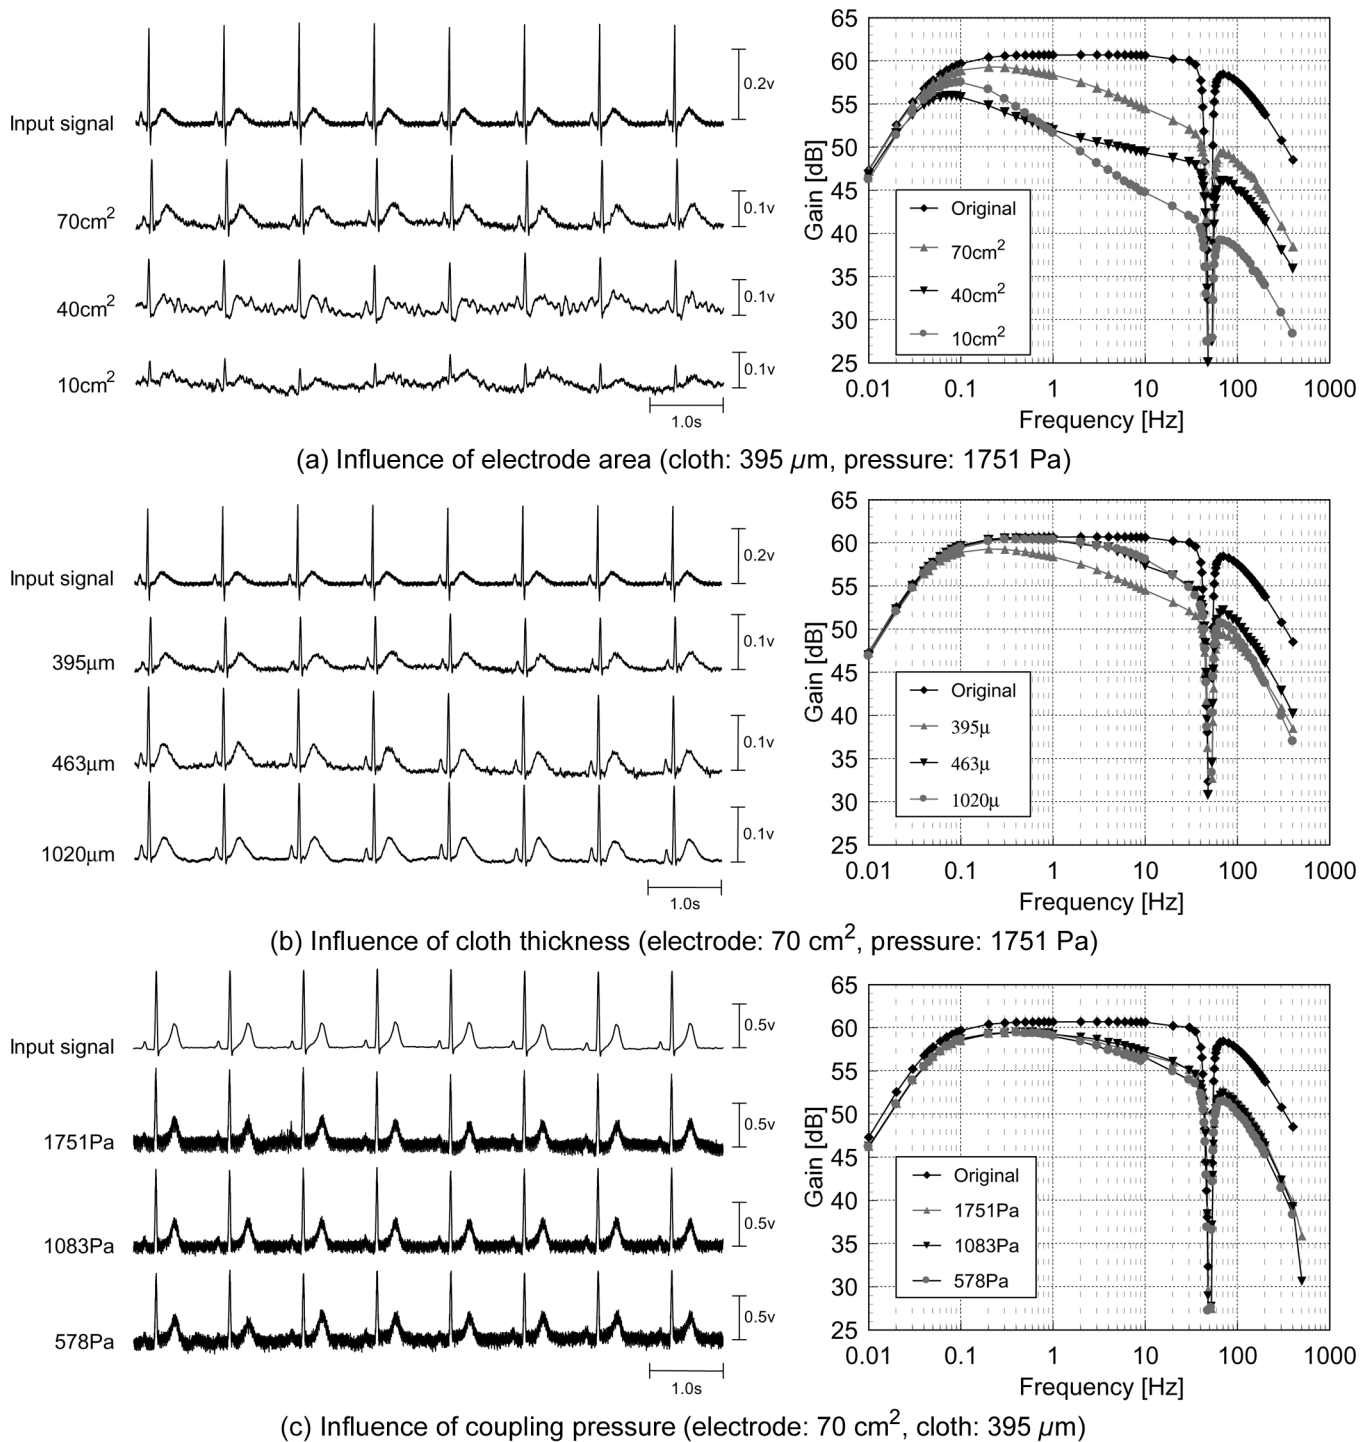 Input signal
0.2v
70cm²
0.1v
40cm²
0.1v
10cm²
0.1v
1.0s
65
60
55
50
45
40
35
30
25
Gain [dB]
Original
70cm²
40cm²
10cm²
0.01 0.1 1 10 100 1000
Frequency [Hz]
(a) Influence of electrode area (cloth: 395 µm, pressure: 1751 Pa)
Input signal
0.2v
395µm
0.1v
463µm
0.1v
1020µm
0.1v
1.0s
65
60
55
50
45
40
35
30
25
Gain [dB]
Original
395µ
463µ
1020µ
0.01 0.1 1 10 100 1000
Frequency [Hz]
(b) Influence of cloth thickness (electrode: 70 cm², pressure: 1751 Pa)
Input signal
0.5v
1751Pa
0.5v
1083Pa
0.5v
578Pa
0.5v
1.0s
65
60
55
50
45
40
35
30
25
Gain [dB]
Original
1751Pa
1083Pa
578Pa
0.01 0.1 1 10 100 1000
Frequency [Hz]
(c) Influence of coupling pressure (electrode: 70 cm², cloth: 395 µm)